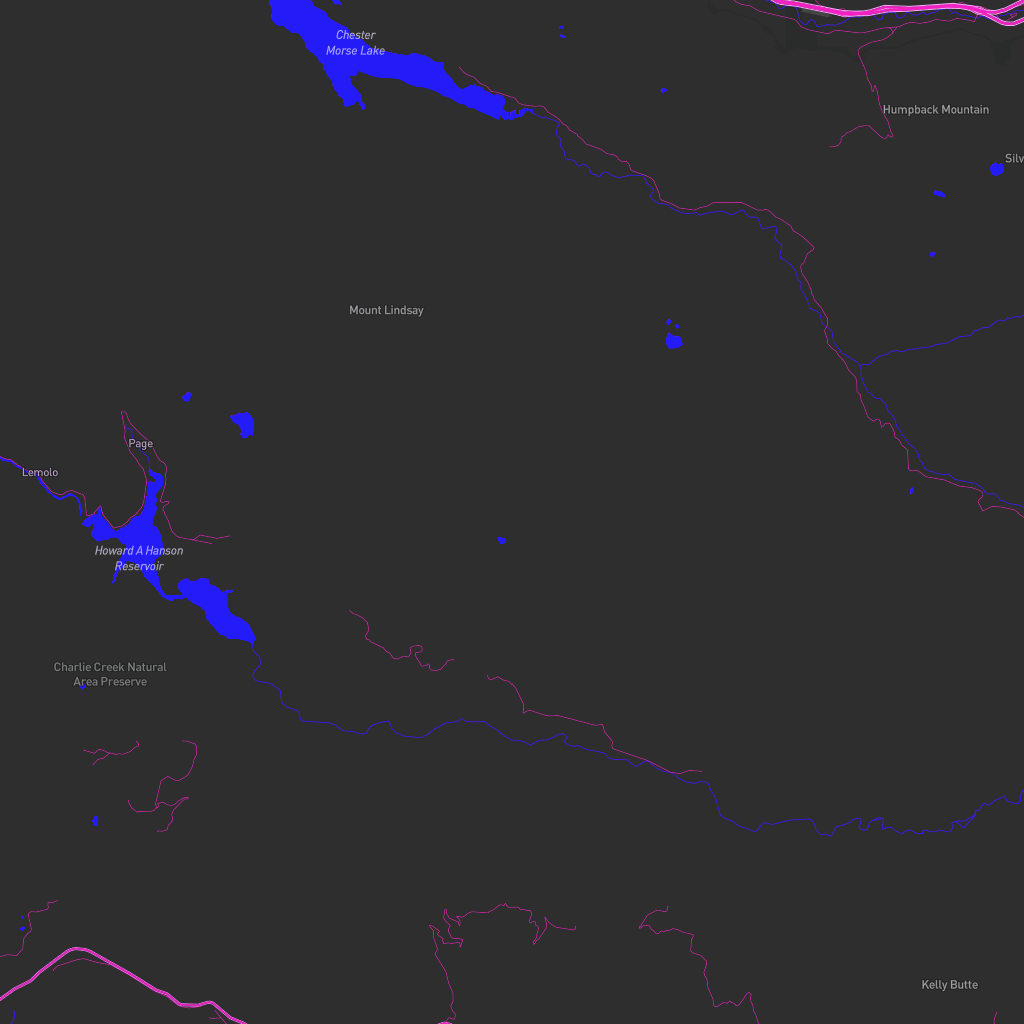 Chester
Morse Lake
Humpback Mountain
Silv
Mount Lindsay
Page
Lemolo
Howard A Hanson
Reservoir
Charlie Creek Natural
Area Preserve
Kelly Butte